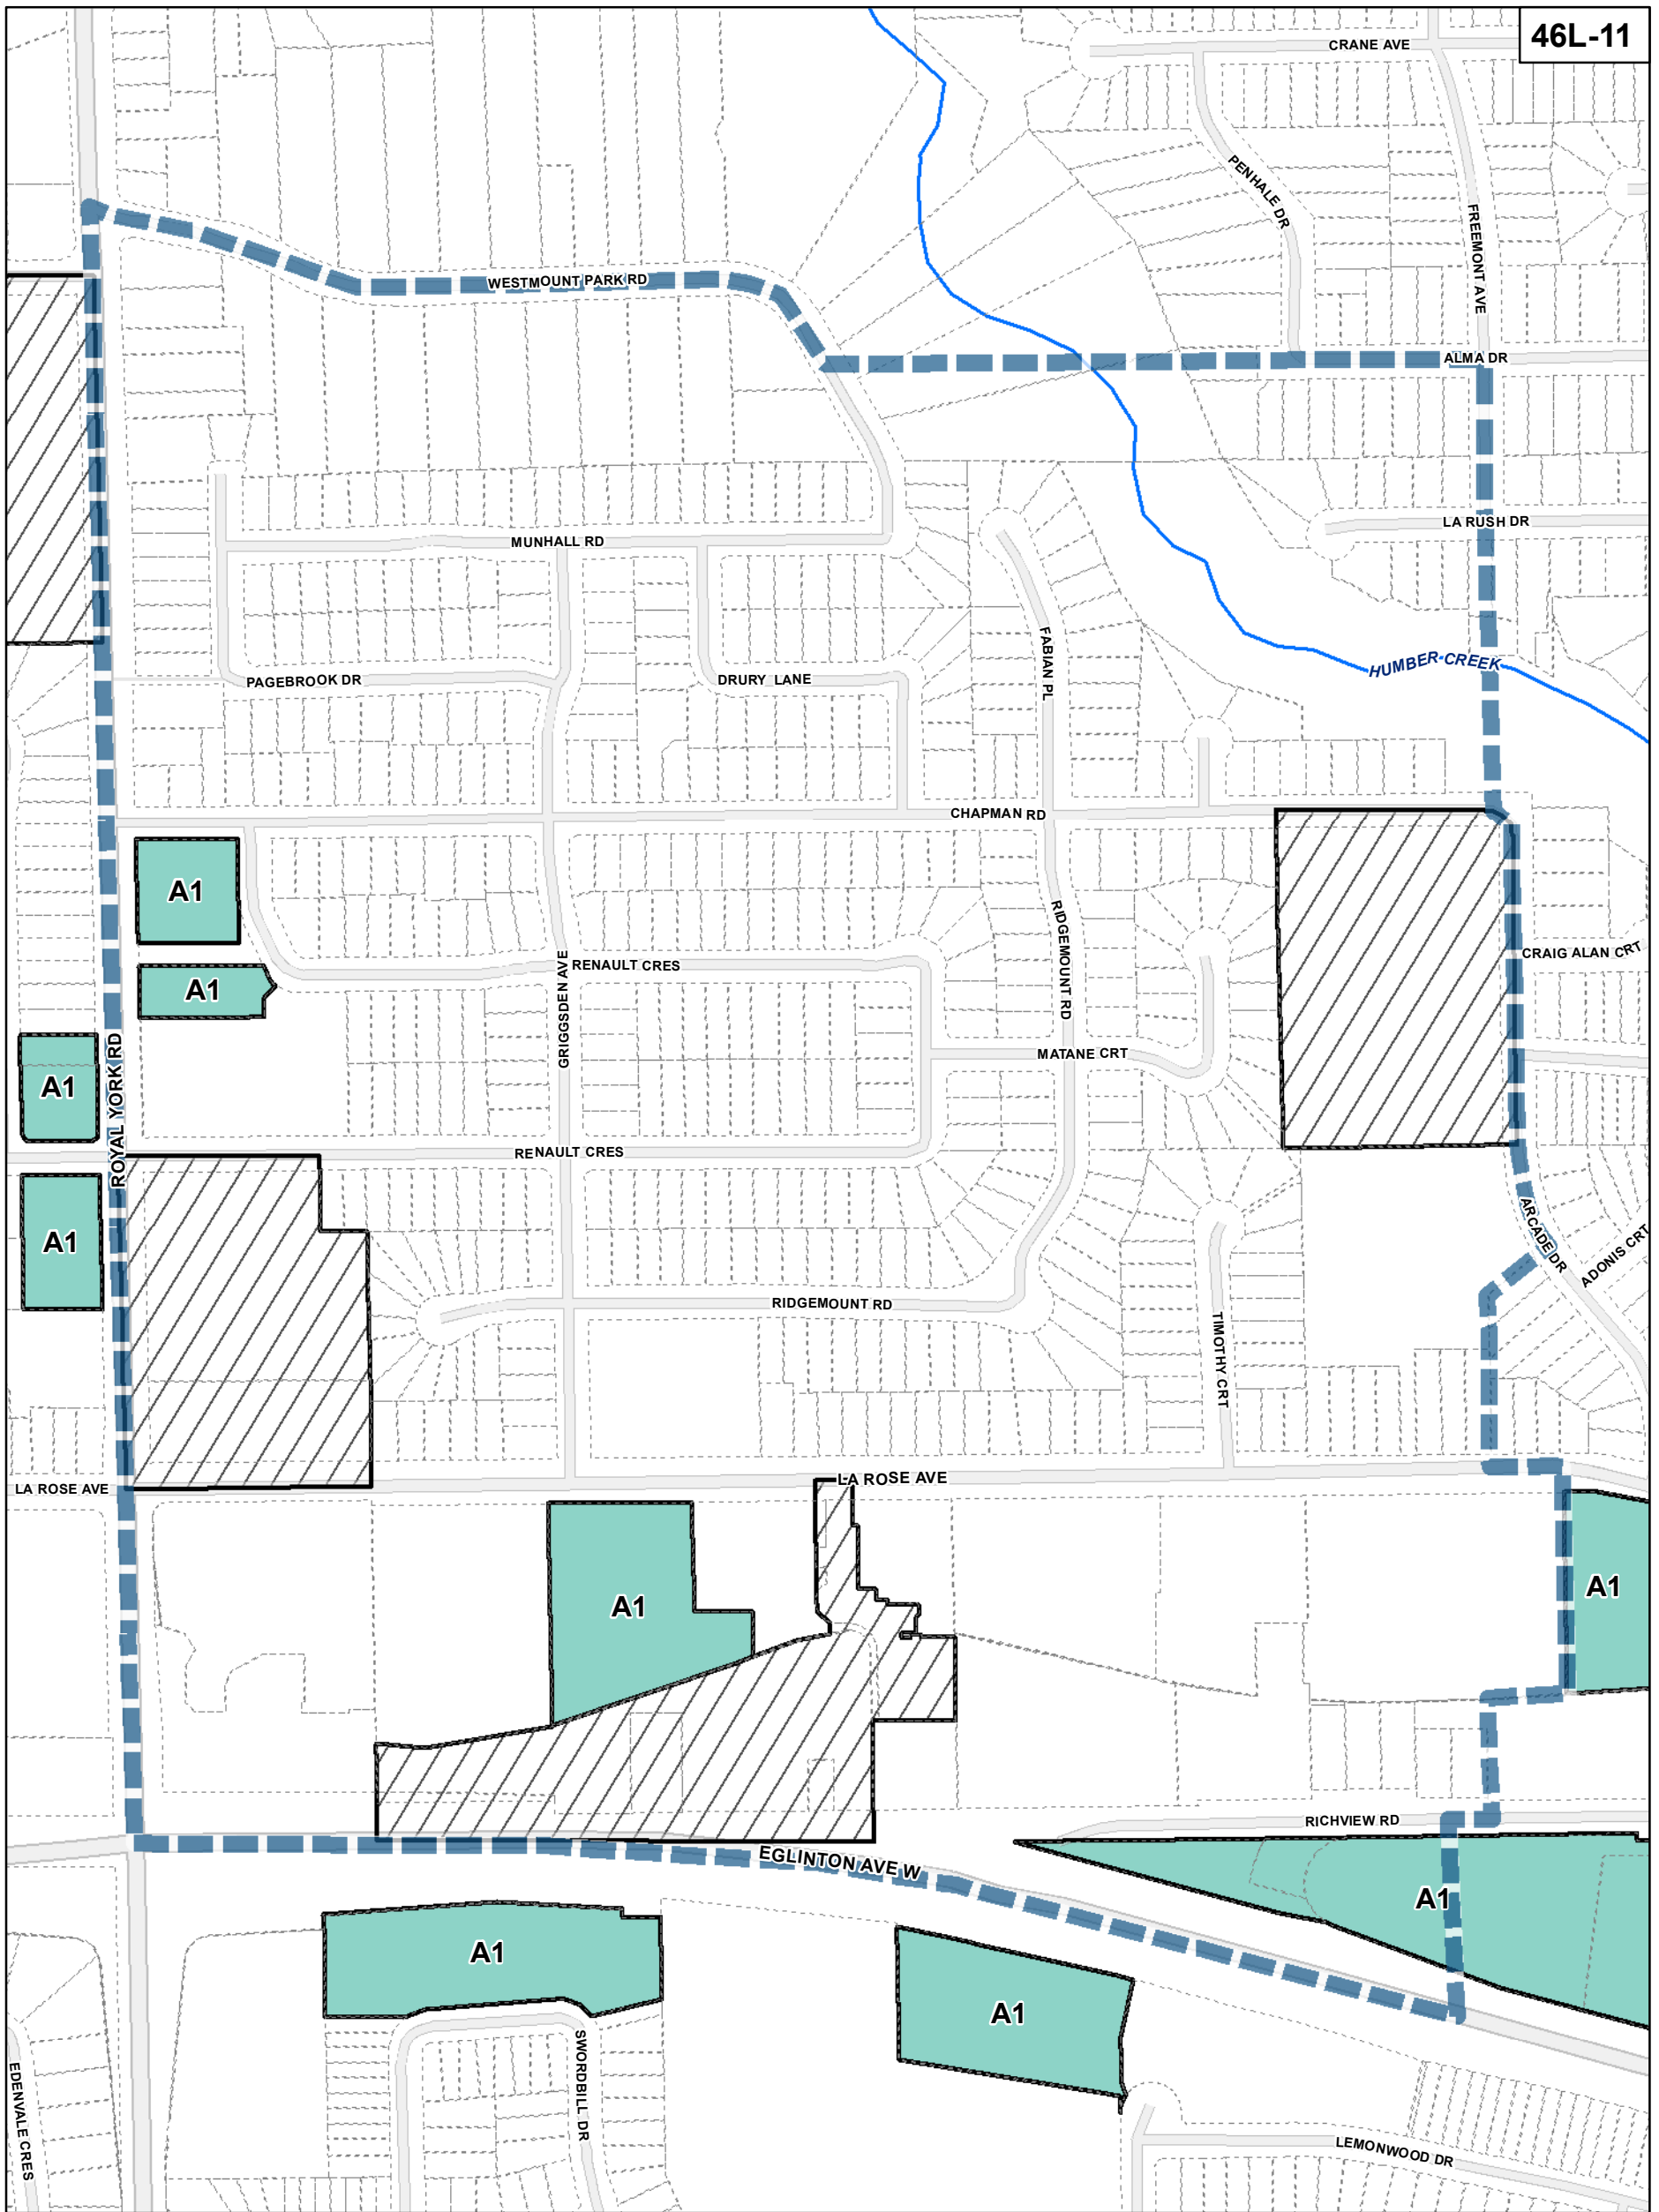 46L-11
CRANE AVE
PENHALE DR
FREEMONT AVE
WESTMOUNT PARK RD
ALMA DR
LA RUSH DR
MUNHALL RD
FABIAN PL
HUMBER CREEK
PAGEBROOK DR
DRURY LANE
CHAPMAN RD
A1
RIDGEMOUNT RD
CRAIG ALAN CRT
RENAULT CRES
A1
GRIGGSDEN AVE
ROYAL YORK RD
MATANE CRT
A1
RENAULT CRES
ARCADE DR
A1
ADONIS CRT
RIDGEMOUNT RD
TIMOTHY CRT
LA ROSE AVE
LA ROSE AVE
A1
A1
RICHVIEW RD
EGLINTON AVE W
A1
A1
A1
SWORDBILL DR
EDENVALE CRES
LEMONWOOD DR